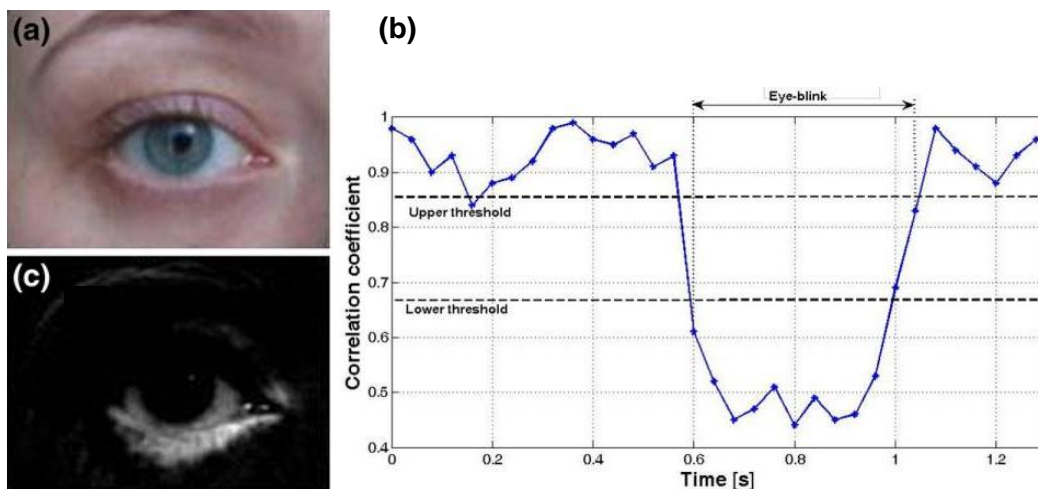 (a)
(b)
(c)
Eye-blink
Upper threshold
Lower threshold
Correlation coefficient
1
0.9
0.8
0.7
0.6
0.5
0.4
0
0.2
0.4
0.6
0.8
1
1.2
Time [s]